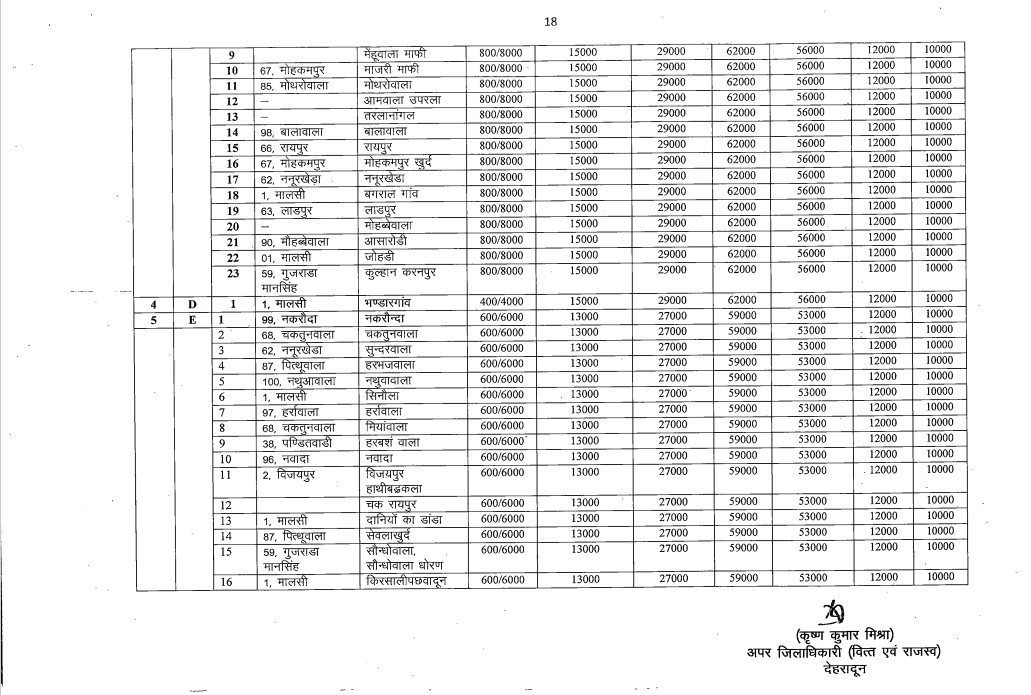 18
9 मेंहूवाला माफी 800/8000 15000 29000 62000 56000 12000 10000
10 67, मोहकमपुर माजरी माफी 800/8000 15000 29000 62000 56000 12000 10000
11 85, मोथरोवाला मोथरोवाला 800/8000 15000 29000 62000 56000 12000 10000
12 – आमवाला उपरला 800/8000 15000 29000 62000 56000 12000 10000
13 – तरलानांगल 800/8000 15000 29000 62000 56000 12000 10000
14 98, बालावाला बालावाला 800/8000 15000 29000 62000 56000 12000 10000
15 66, रायपुर रायपुर 800/8000 15000 29000 62000 56000 12000 10000
16 67, मोहकमपुर मोहकमपुर खुर्द 800/8000 15000 29000 62000 56000 12000 10000
17 62, ननूरखेड़ा ननूरखेडा 800/8000 15000 29000 62000 56000 12000 10000
18 1, मालसी बगराल गांव 800/8000 15000 29000 62000 56000 12000 10000
19 63, लाडपुर लाडपुर 800/8000 15000 29000 62000 56000 12000 10000
20 – मोहब्बेवाला 800/8000 15000 29000 62000 56000 12000 10000
21 90, मौहब्बेवाला आसारोडी 800/8000 15000 29000 62000 56000 12000 10000
22 01, मालसी जोहडी 800/8000 15000 29000 62000 56000 12000 10000
23 59, गुजराडा कुल्हान करनपुर 800/8000 15000 29000 62000 56000 12000 10000
मानसिंह
4 D 1 1, मालसी भण्डारगांव 400/4000 15000 29000 62000 56000 12000 10000
5 E 1 99, नकरौदा नकरौन्दा 600/6000 13000 27000 59000 53000 12000 10000
2 68, चकतुनवाला चकतुनवाला 600/6000 13000 27000 59000 53000 12000 10000
3 62, ननूरखेडा सुन्दरवाला 600/6000 13000 27000 59000 53000 12000 10000
4 87, पित्थूवाला हरभजवाला 600/6000 13000 27000 59000 53000 12000 10000
5 100, नथुआवाला नथुवावाला 600/6000 13000 27000 59000 53000 12000 10000
6 1, मालसी सिनौला 600/6000 13000 27000 59000 53000 12000 10000
7 97, हर्रावाला हर्रावाला 600/6000 13000 27000 59000 53000 12000 10000
8 68, चकतुनवाला मियांवाला 600/6000 13000 27000 59000 53000 12000 10000
9 38, पण्डितवाडी हरबशं वाला 600/6000 13000 27000 59000 53000 12000 10000
10 96, नवादा नवादा 600/6000 13000 27000 59000 53000 12000 10000
11 2, विजयपुर विजयपुर 600/6000 13000 27000 59000 53000 12000 10000
हाथीबड़कला
12 चक रायपुर 600/6000 13000 27000 59000 53000 12000 10000
13 1, मालसी दानियों का डांडा 600/6000 13000 27000 59000 53000 12000 10000
14 87, पित्थूवाला सेवलाखुर्द 600/6000 13000 27000 59000 53000 12000 10000
15 59, गुजराडा सौन्धोवाला, 600/6000 13000 27000 59000 53000 12000 10000
मानसिंह सौन्धोवाला धोरण
16 1, मालसी किरसालीपछवादून 600/6000 13000 27000 59000 53000 12000 10000
(कृष्ण कुमार मिश्रा)
अपर जिलाधिकारी (वित्त एवं राजस्व)
देहरादून